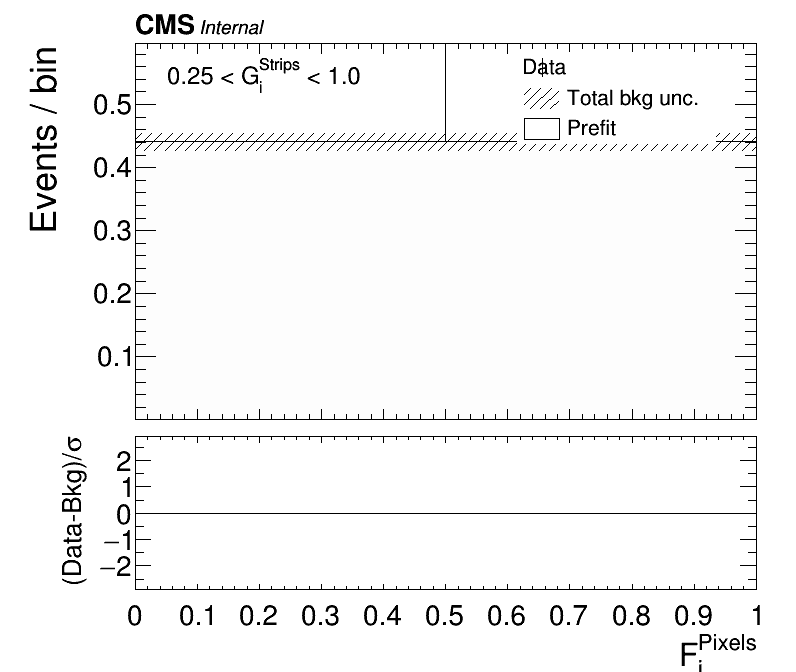 CMS Internal
0.25 < G_i^Strips < 1.0
Data
Total bkg unc.
Prefit
Events / bin
0.5
0.4
0.3
0.2
0.1
(Data-Bkg)/σ
2
1
0
−1
−2
0 0.1 0.2 0.3 0.4 0.5 0.6 0.7 0.8 0.9 1
F_i^Pixels